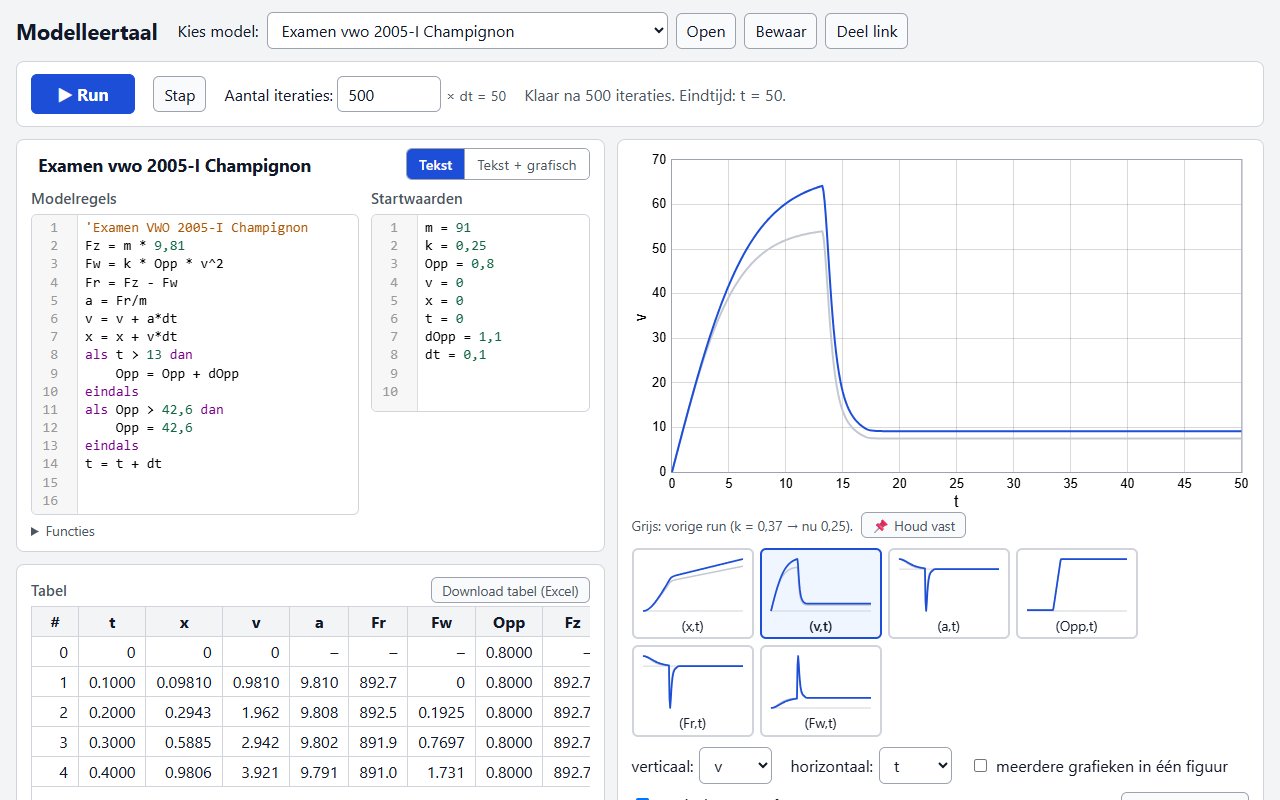 Modelleertaal
Kies model:
Examen vwo 2005-I Champignon
Open
Bewaar
Deel link
▶ Run
Stap
Aantal iteraties:
500
× dt = 50
Klaar na 500 iteraties. Eindtijd: t = 50.
Examen vwo 2005-I Champignon
Tekst
Tekst + grafisch
Modelregels
1 'Examen VWO 2005-I Champignon
2 Fz = m * 9,81
3 Fw = k * Opp * v^2
4 Fr = Fz - Fw
5 a = Fr/m
6 v = v + a*dt
7 x = x + v*dt
8 als t > 13 dan
9 Opp = Opp + dOpp
10 eindals
11 als Opp > 42,6 dan
12 Opp = 42,6
13 eindals
14 t = t + dt
15
16
Startwaarden
1 m = 91
2 k = 0,25
3 Opp = 0,8
4 v = 0
5 x = 0
6 t = 0
7 dOpp = 1,1
8 dt = 0,1
9
10
▶ Functies
Tabel
Download tabel (Excel)
# t x v a Fr Fw Opp Fz
0 0 0 0 – – – 0.8000 –
1 0.1000 0.09810 0.9810 9.810 892.7 0 0.8000 892.7
2 0.2000 0.2943 1.962 9.808 892.5 0.1925 0.8000 892.7
3 0.3000 0.5885 2.942 9.802 891.9 0.7697 0.8000 892.7
4 0.4000 0.9806 3.921 9.791 891.0 1.731 0.8000 892.7
70
60
50
40
30
20
10
0
v
0 5 10 15 20 25 30 35 40 45 50
t
Grijs: vorige run (k = 0,37 → nu 0,25).
📌 Houd vast
(x,t)
(v,t)
(a,t)
(Opp,t)
(Fr,t)
(Fw,t)
verticaal:
v
horizontaal:
t
meerdere grafieken in één figuur